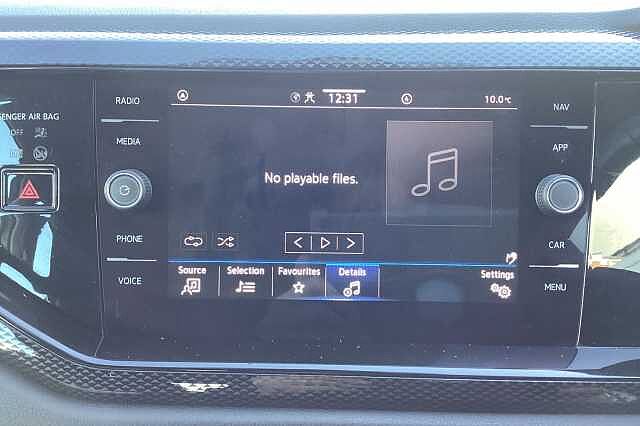 RADIO
MEDIA
PHONE
VOICE
SENGER AIR BAG
OFF
12:31
10.0°C
No playable files.
Source
Selection
Favourites
Details
Settings
NAV
APP
CAR
MENU